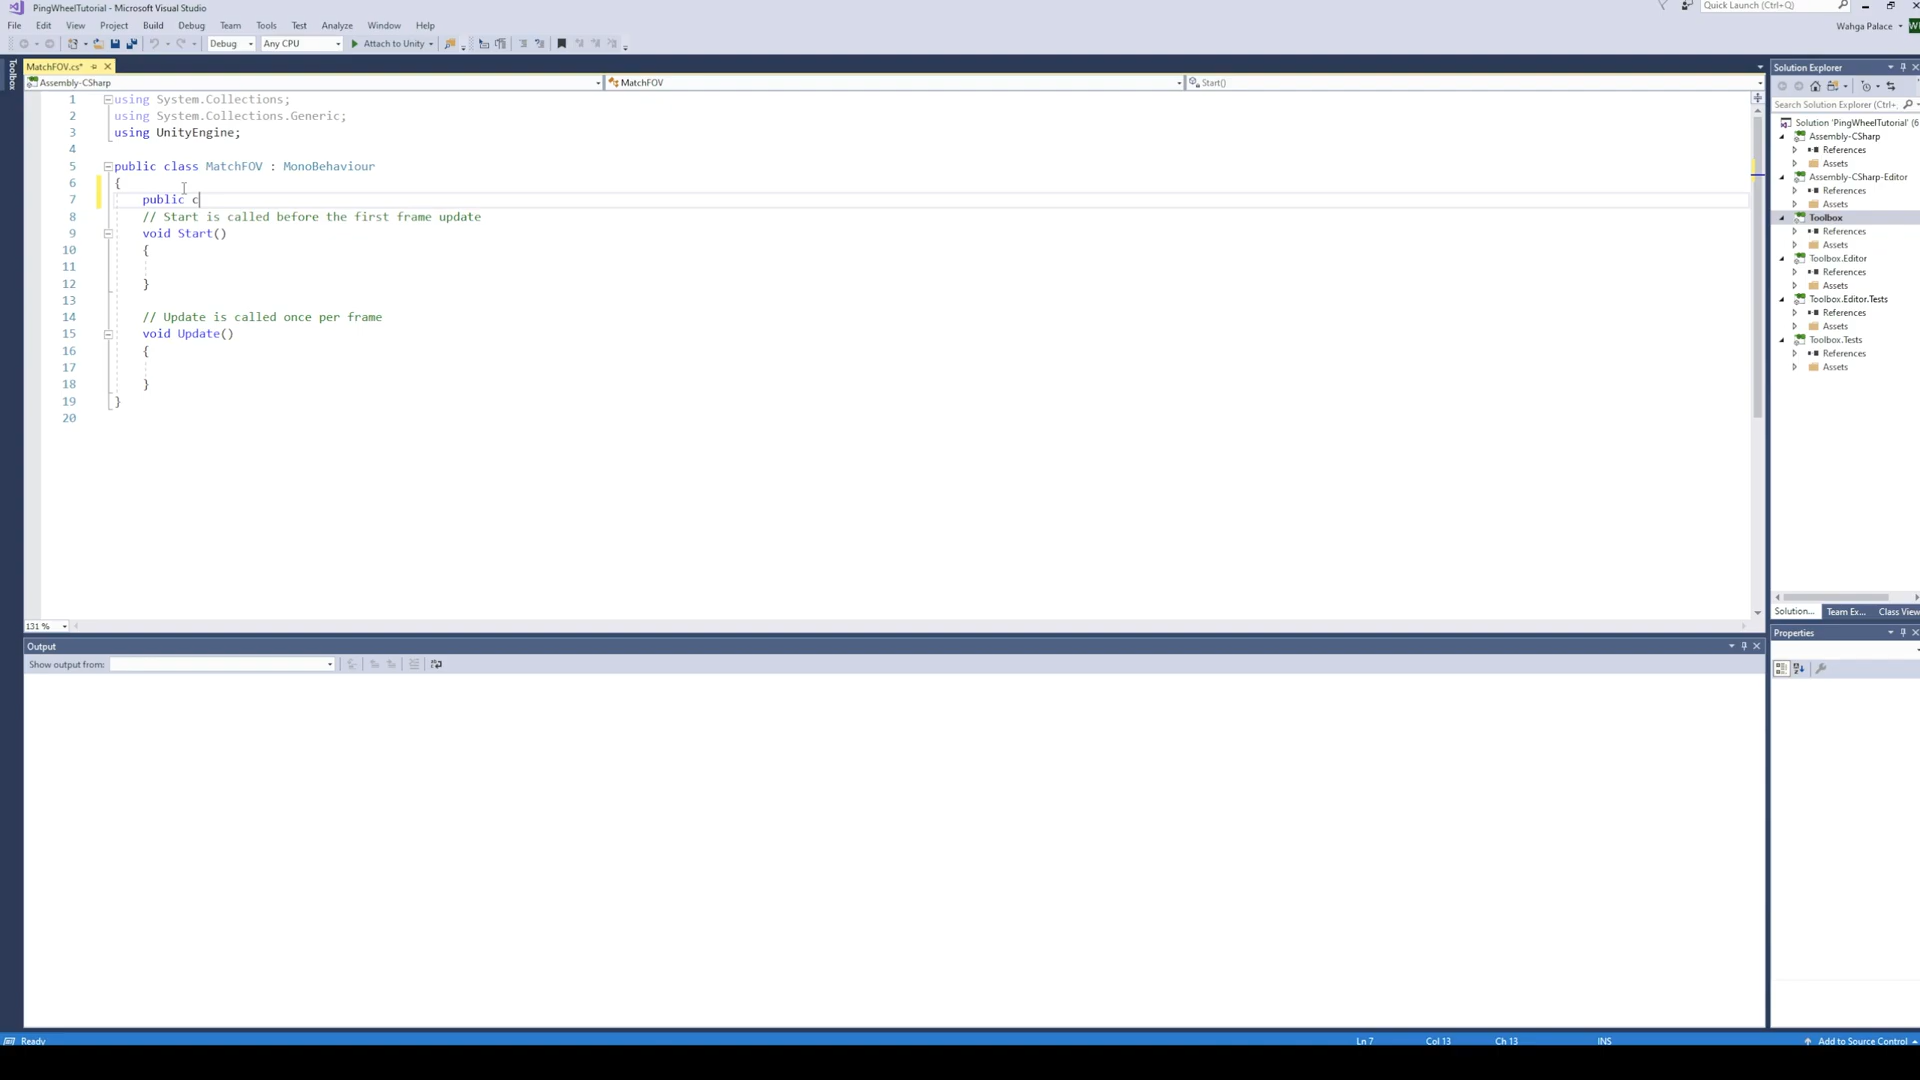 PingWheelTutorial - Microsoft Visual Studio
Quick Launch (Ctrl+Q)
File Edit View Project Build Debug Team Tools Test Analyze Window Help
Wahga Palace
Debug Any CPU Attach to Unity
Toolbox
MatchFOV.cs*
Assembly-CSharp MatchFOV Start()
1 using System.Collections;
2 using System.Collections.Generic;
3 using UnityEngine;
4
5 public class MatchFOV : MonoBehaviour
6 {
7 public c
8 // Start is called before the first frame update
9 void Start()
10 {
11
12 }
13
14 // Update is called once per frame
15 void Update()
16 {
17
18 }
19 }
20
131 %
Output
Show output from:
Solution Explorer
Search Solution Explorer (Ctrl+;
Solution 'PingWheelTutorial' (6
Assembly-CSharp
References
Assets
Assembly-CSharp-Editor
References
Assets
Toolbox
References
Assets
Toolbox.Editor
References
Assets
Toolbox.Editor.Tests
References
Assets
Toolbox.Tests
References
Assets
Solution... Team Ex... Class View
Properties
Ready Ln 7 Col 13 Ch 13 INS Add to Source Control